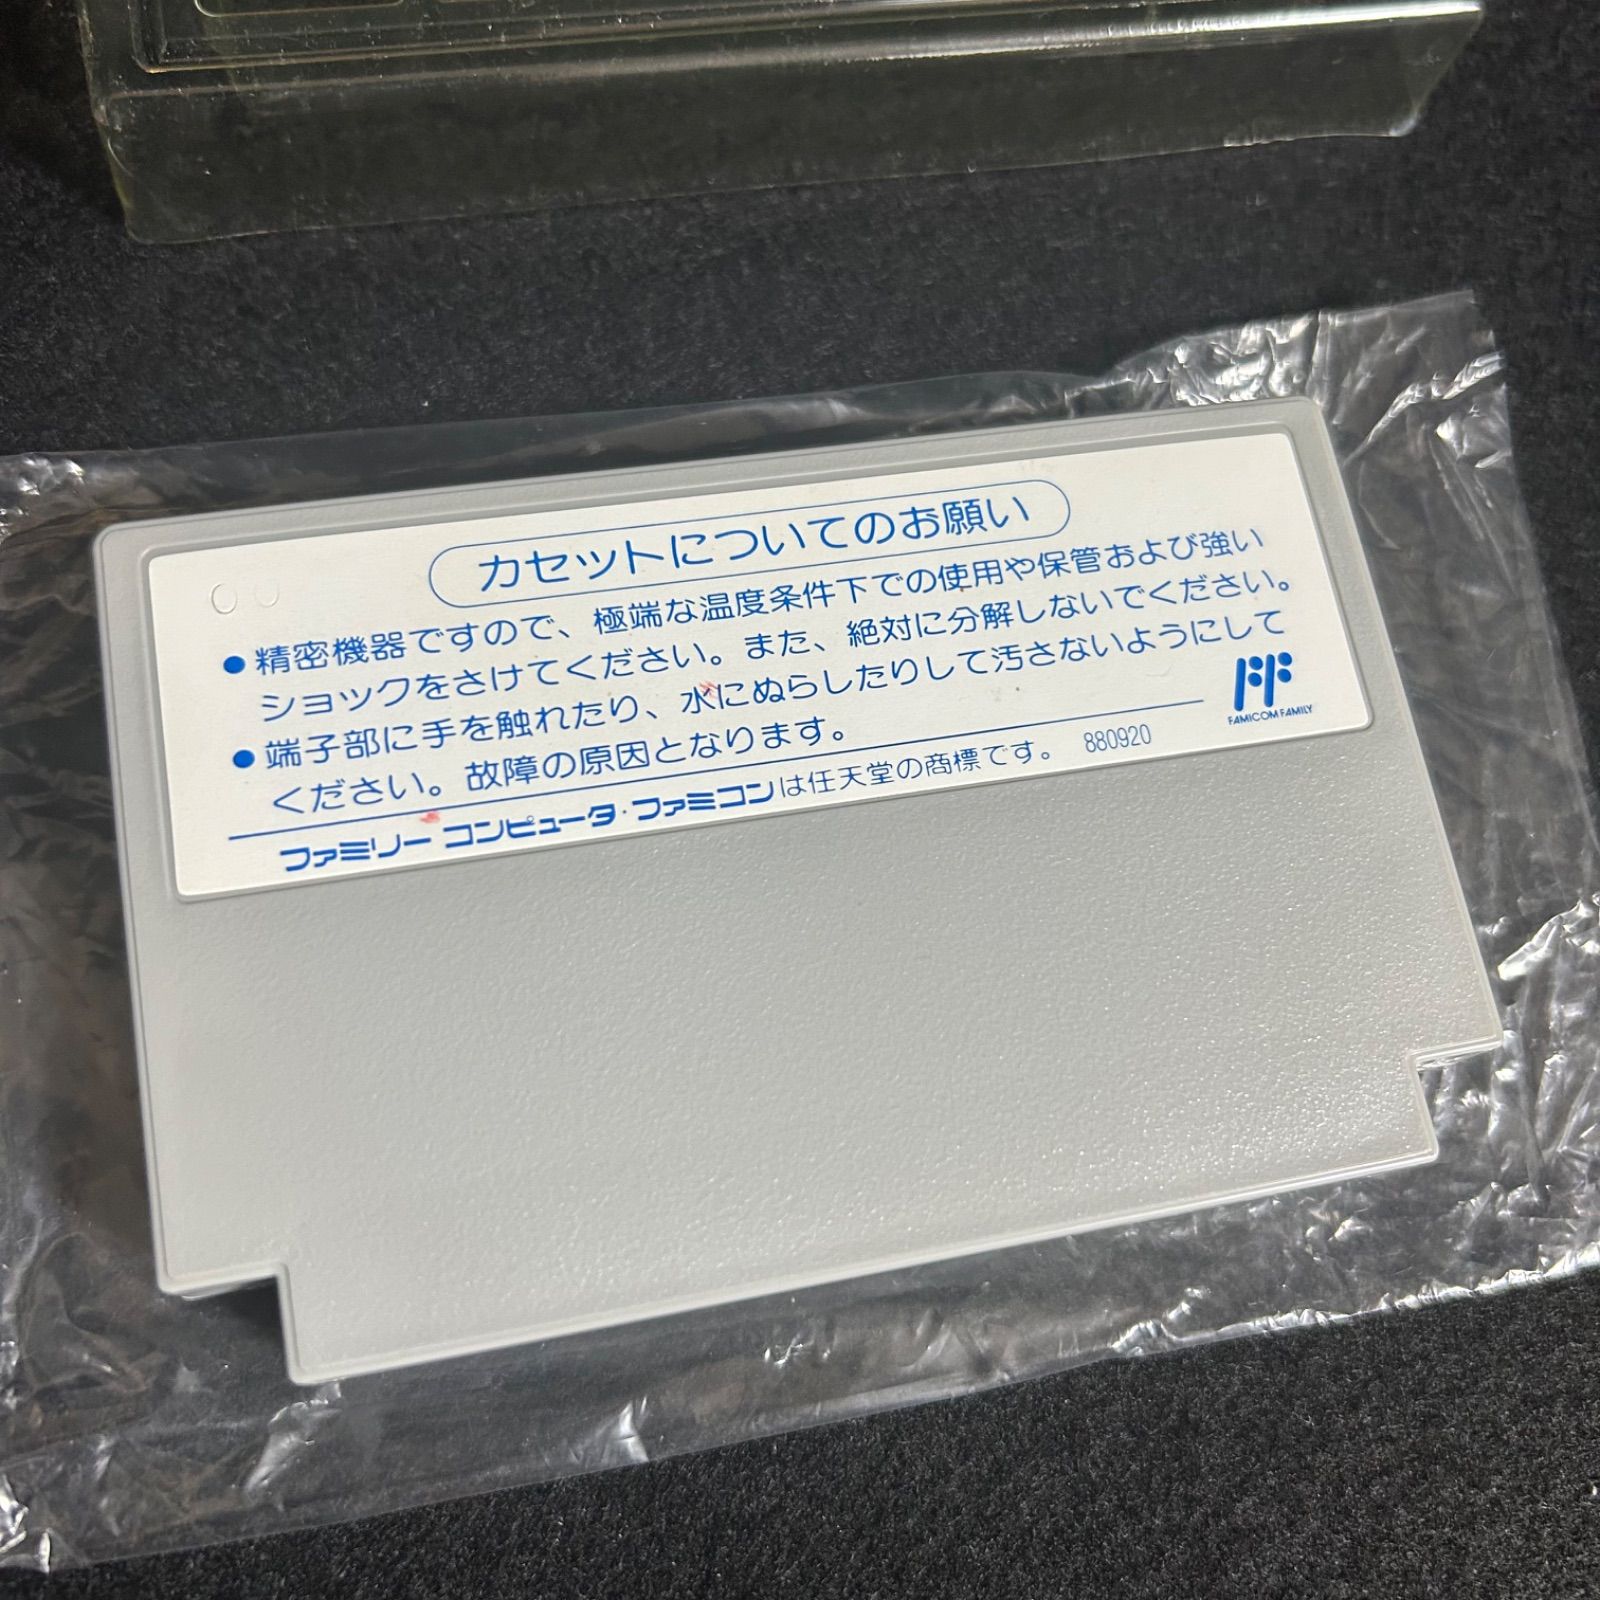 カセットについてのお願い
●精密機器ですので、極端な温度条件下での使用や保管および強い
ショックをさけてください。また、絶対に分解しないでください。
●端子部に手を触れたり、水にぬらしたりして汚さないようにして
ください。故障の原因となります。
FAMICOM FAMILY
ファミリーコンピュータ・ファミコンは任天堂の商標です。 880920